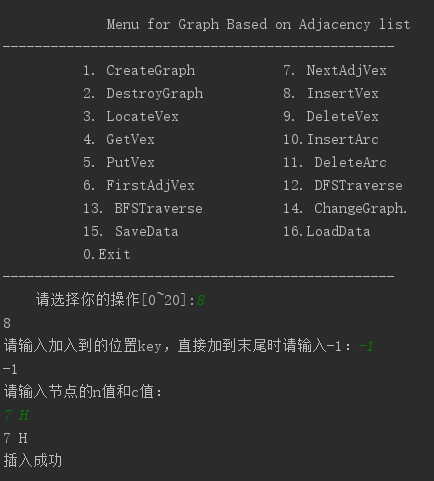 Menu for Graph Based on Adjacency list
-------------------------------------------------
1. CreateGraph 7. NextAdjVex
2. DestroyGraph 8. InsertVex
3. LocateVex 9. DeleteVex
4. GetVex 10.InsertArc
5. PutVex 11. DeleteArc
6. FirstAdjVex 12. DFSTraverse
13. BFSTraverse 14. ChangeGraph.
15. SaveData 16.LoadData
0.Exit
-------------------------------------------------
请选择你的操作[0~20]:8
8
请输入加入到的位置key，直接加到末尾时请输入-1：-1
-1
请输入节点的n值和c值：
7 H
7 H
插入成功